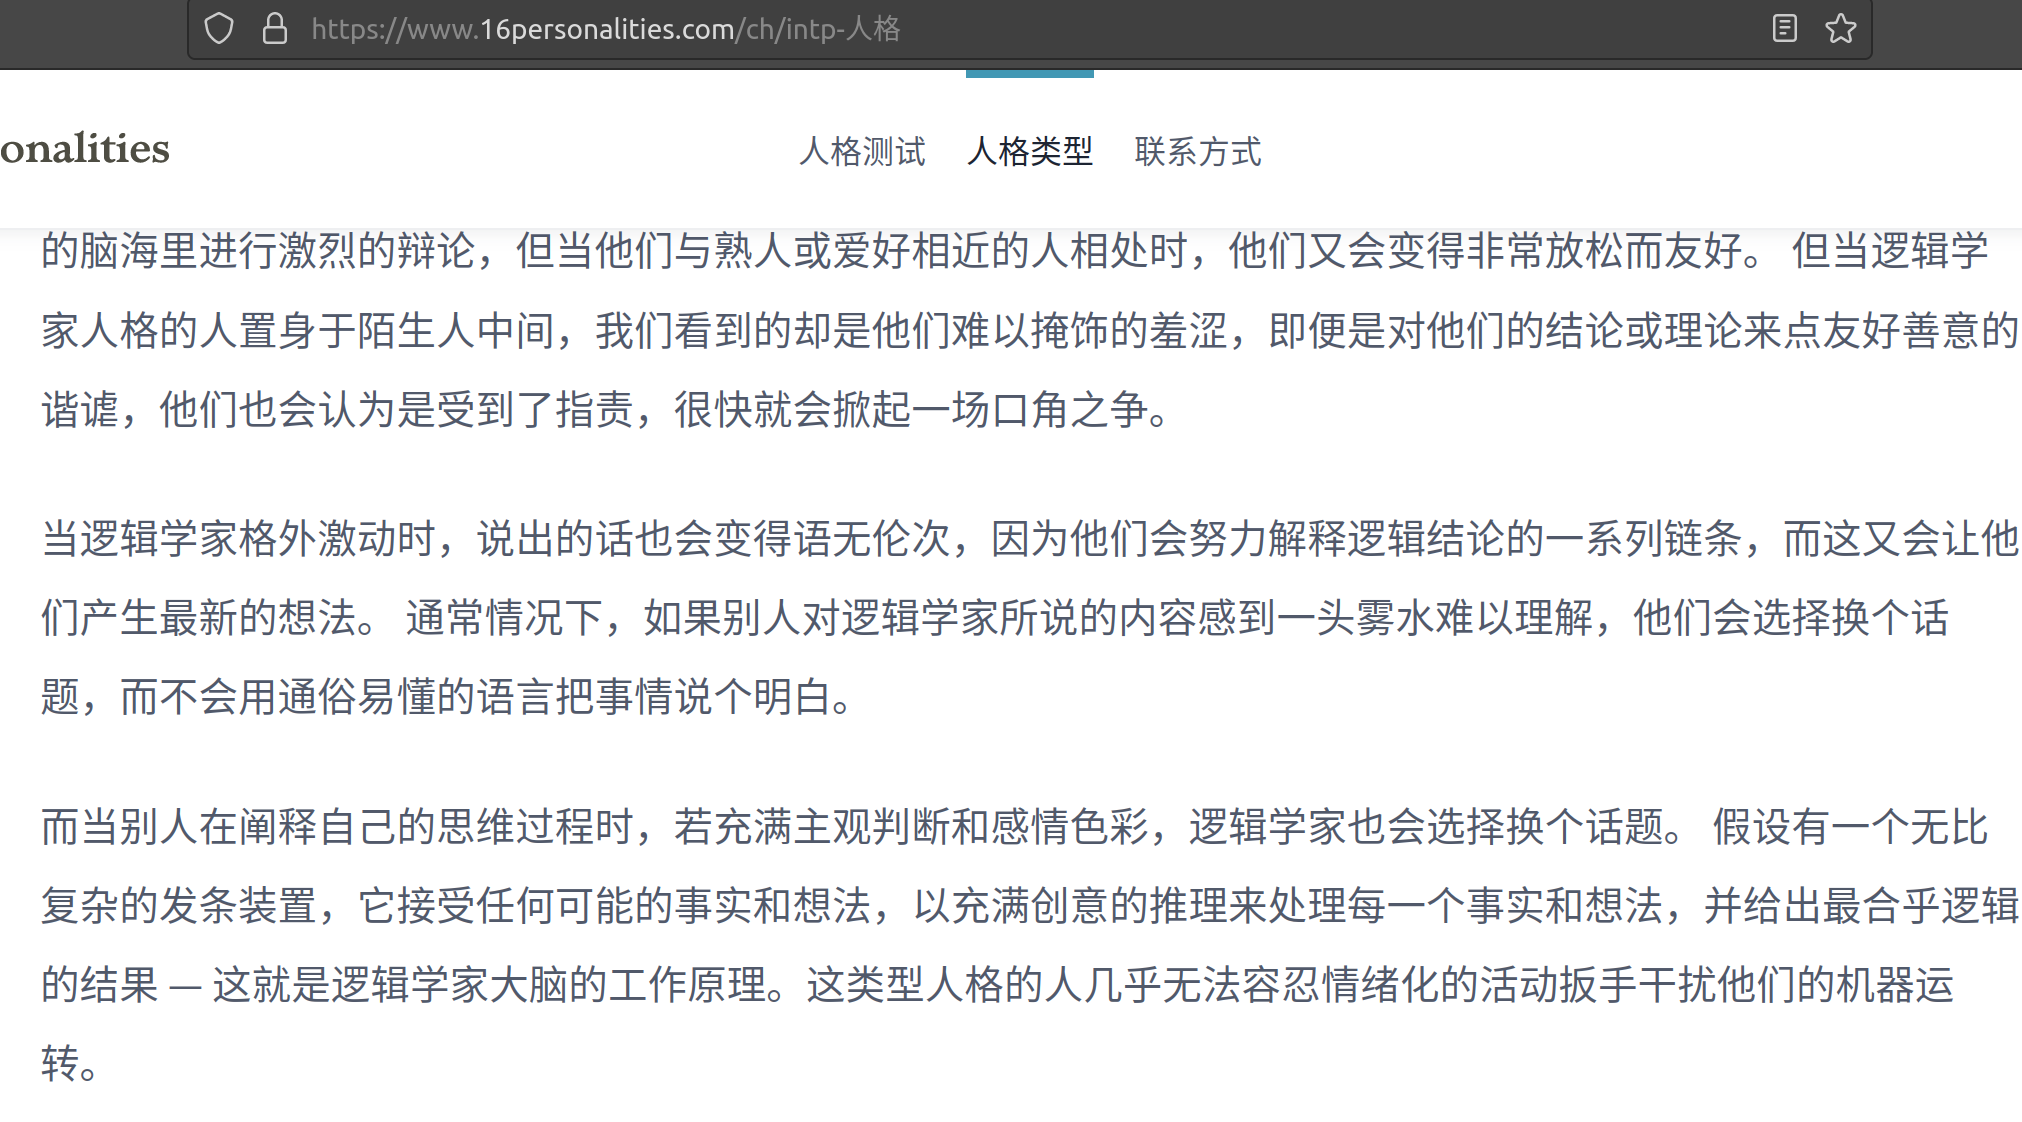 https://www.16personalities.com/ch/intp-人格
onalities
人格测试 人格类型 联系方式
的脑海里进行激烈的辩论，但当他们与熟人或爱好相近的人相处时，他们又会变得非常放松而友好。 但当逻辑学
家人格的人置身于陌生人中间，我们看到的却是他们难以掩饰的羞涩，即便是对他们的结论或理论来点友好善意的
谐谑，他们也会认为是受到了指责，很快就会掀起一场口角之争。
当逻辑学家格外激动时，说出的话也会变得语无伦次，因为他们会努力解释逻辑结论的一系列链条，而这又会让他
们产生最新的想法。 通常情况下，如果别人对逻辑学家所说的内容感到一头雾水难以理解，他们会选择换个话
题，而不会用通俗易懂的语言把事情说个明白。
而当别人在阐释自己的思维过程时，若充满主观判断和感情色彩，逻辑学家也会选择换个话题。 假设有一个无比
复杂的发条装置，它接受任何可能的事实和想法，以充满创意的推理来处理每一个事实和想法，并给出最合乎逻辑
的结果 — 这就是逻辑学家大脑的工作原理。这类型人格的人几乎无法容忍情绪化的活动扳手干扰他们的机器运
转。